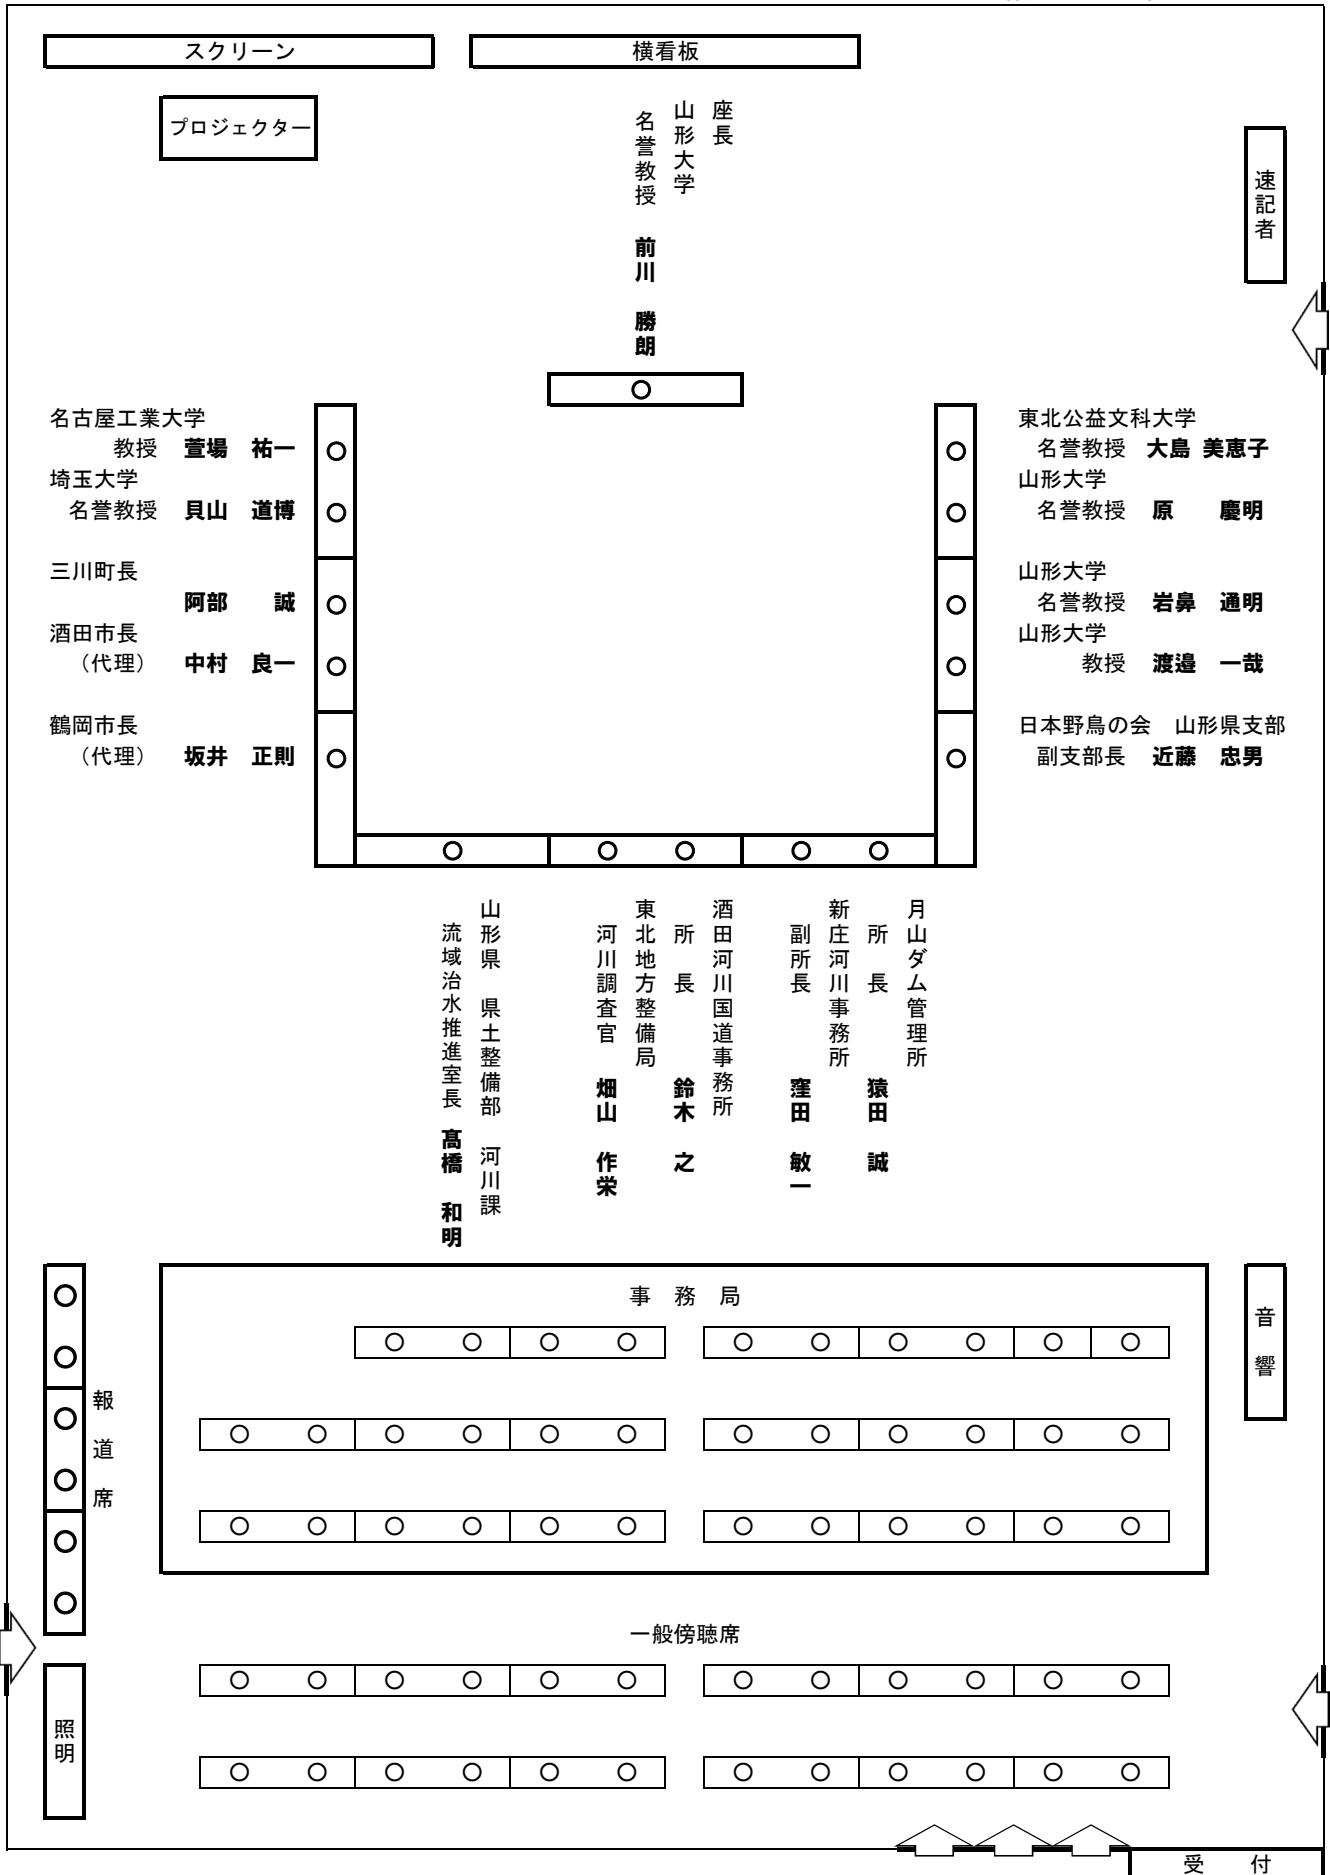 スクリーン
横看板
プロジェクター
座長
山形大学
名誉教授 前川 勝朗
速記者
名古屋工業大学
教授 萱場 祐一
埼玉大学
名誉教授 貝山 道博
三川町長
阿部 誠
酒田市長
（代理） 中村 良一
鶴岡市長
（代理） 坂井 正則
東北公益文科大学
名誉教授 大島 美恵子
山形大学
名誉教授 原 慶明
山形大学
名誉教授 岩鼻 通明
山形大学
教授 渡邉 一哉
日本野鳥の会 山形県支部
副支部長 近藤 忠男
月山ダム管理所
所 長 猿田 誠
新庄河川事務所
副所長 窪田 敏一
酒田河川国道事務所
所 長 鈴木 之
東北地方整備局
河川調査官 畑山 作栄
山形県 県土整備部 河川課
流域治水推進室長 髙橋 和明
事 務 局
音 響
報 道 席
一般傍聴席
照明
受 付